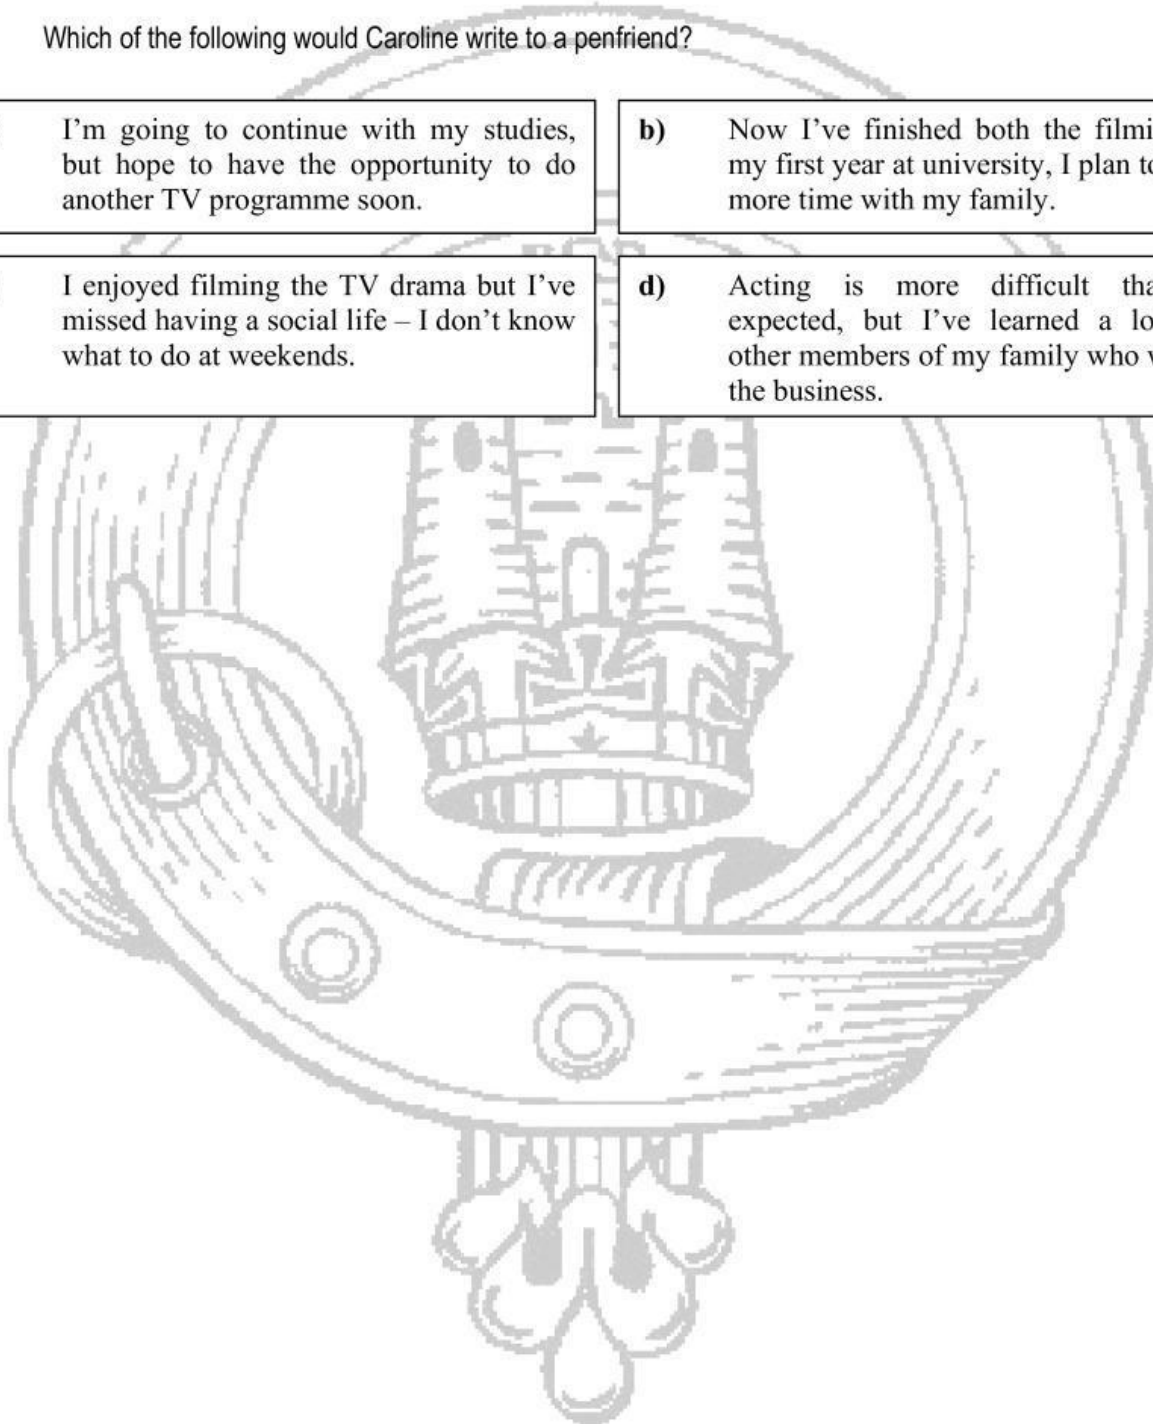 Which of the following would Caroline write to a penfriend?
I'm going to continue with my studies,
but hope to have the opportunity to do
another TV programme soon.
b) Now I've finished both the
my first year at university, I plan
more time with my family.
I enjoyed filming the TV drama but I've
missed having a social life – I don't know
what to do at weekends.
d) Acting is more difficult
expected, but I've learned a
other members of my family who
the business.